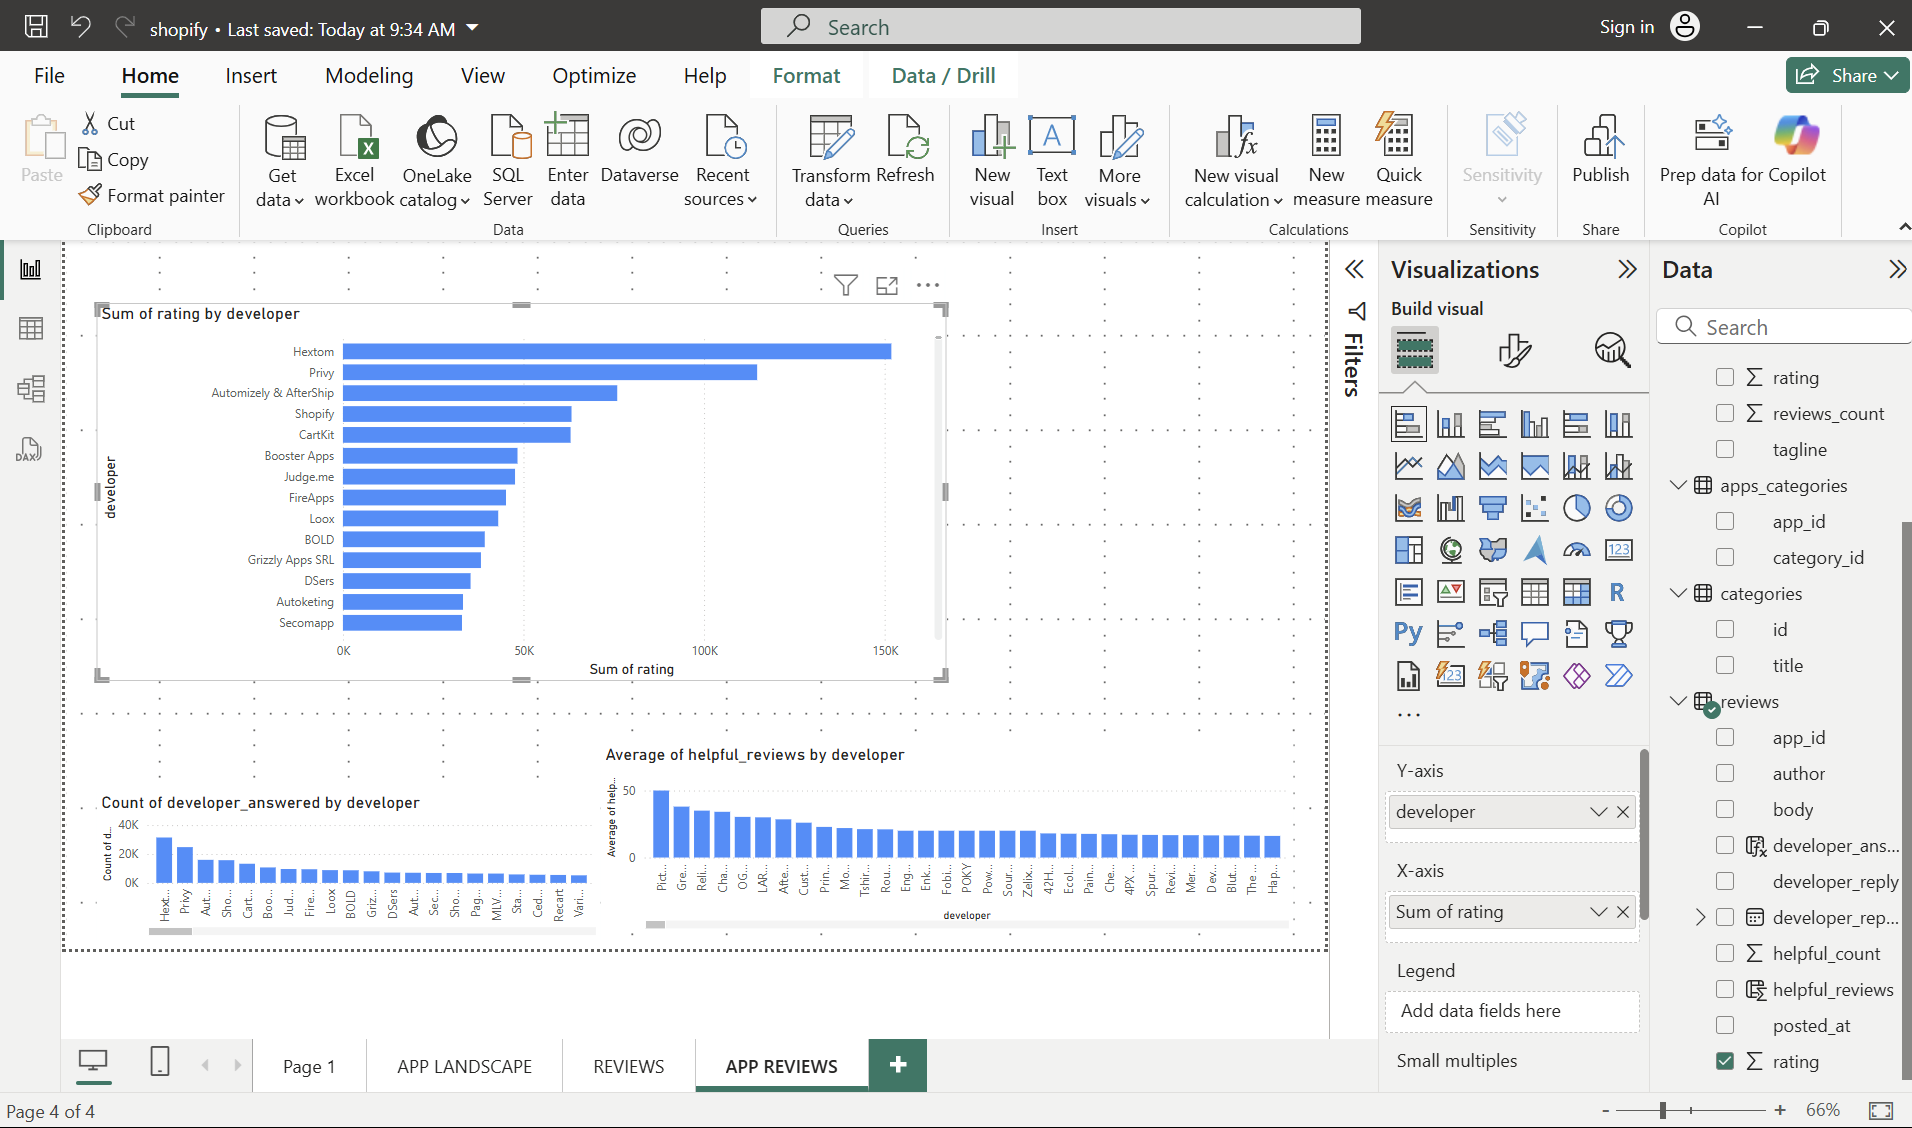 shopify • Last saved: Today at 9:34 AM
Search
Sign in
File
Home
Insert
Modeling
View
Optimize
Help
Format
Data / Drill
Share
Paste
Cut
Copy
Format painter
Clipboard
Get data
Excel workbook
OneLake catalog
SQL Server
Enter data
Dataverse
Recent sources
Data
Transform data
Refresh
Queries
New visual
Text box
More visuals
Insert
New visual calculation
New measure
Quick measure
Calculations
Sensitivity
Sensitivity
Publish
Share
Prep data for AI
Copilot
Copilot
DAX
Sum of rating by developer
developer
Hextom
Privy
Automizely & AfterShip
Shopify
CartKit
Booster Apps
Judge.me
FireApps
Loox
BOLD
Grizzly Apps SRL
DSers
Autoketing
Secomapp
0K
50K
100K
150K
Sum of rating
Count of developer_answered by developer
Count of d...
40K
20K
0K
Hext...
Privy
Aut...
Sho...
Cart...
Boo...
Jud...
Fire...
Loox
BOLD
Griz...
DSers
Aut...
Sec...
Sho...
Pag...
MLV...
Sta...
Ced...
Recart
Vari...
Average of helpful_reviews by developer
Average of help...
50
0
Pict...
Gre...
Reli...
Cha...
OG...
LAR...
Afte...
Cust...
Prin...
Mo...
Tshir...
Rou...
Eng...
Enk...
Fobi...
POKY
Pow...
Sour...
Zelix...
42H...
Ecol...
Pain...
Che...
4PX ...
Spur...
Revi...
Mer...
Dev...
Blut...
The ...
Hap...
developer
Filters
Visualizations
Build visual
123
R
Py
123
...
Y-axis
developer
X-axis
Sum of rating
Legend
Add data fields here
Small multiples
Data
Search
rating
reviews_count
tagline
apps_categories
app_id
category_id
categories
id
title
reviews
app_id
author
body
developer_ans...
developer_reply
developer_rep...
helpful_count
helpful_reviews
posted_at
rating
Page 1
APP LANDSCAPE
REVIEWS
APP REVIEWS
Page 4 of 4
66%